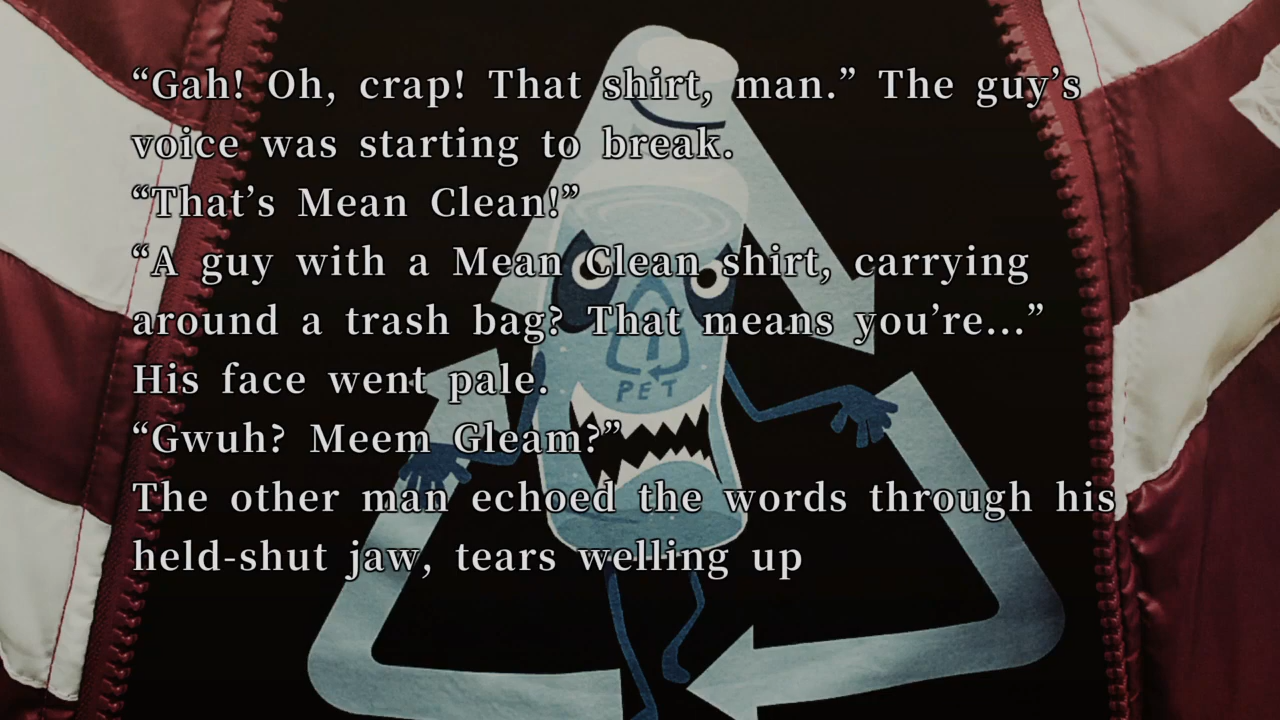 “Gah! Oh, crap! That shirt, man.” The guy’s
voice was starting to break.
“That’s Mean Clean!”
“A guy with a Mean Clean shirt, carrying
around a trash bag? That means you’re...”
His face went pale.
“Gwuh? Meem Gleam?”
The other man echoed the words through his
held-shut jaw, tears welling up
PET